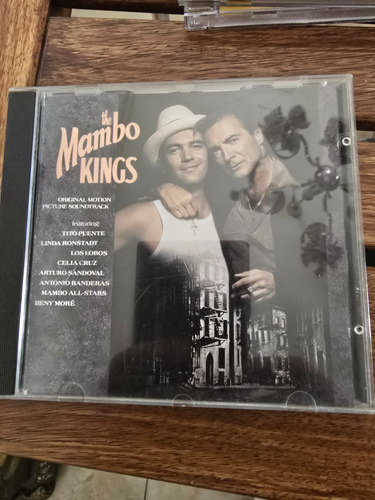 the
Mambo
KINGS
ORIGINAL MOTION
PICTURE SOUNDTRACK
featuring:
TITO PUENTE
LINDA RONSTADT
LOS LOBOS
CELIA CRUZ
ARTURO SANDOVAL
ANTONIO BANDERAS
MAMBO ALL-STARS
BENY MORÉ